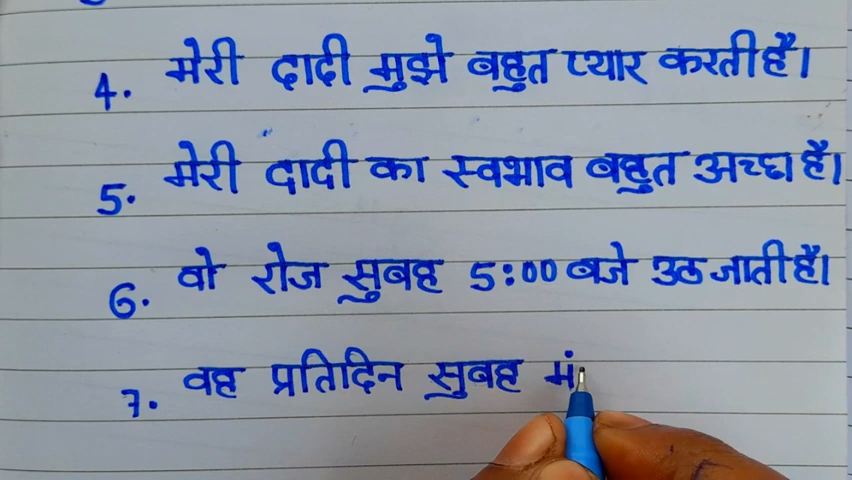 4. मेरी दादी मुझे बहुत प्यार करती है।
5. मेरी दादी का स्वभाव बहुत अच्छा है।
6. वो रोज सुबह 5:00 बजे उठ जाती है।
7. वह प्रतिदिन सुबह मं